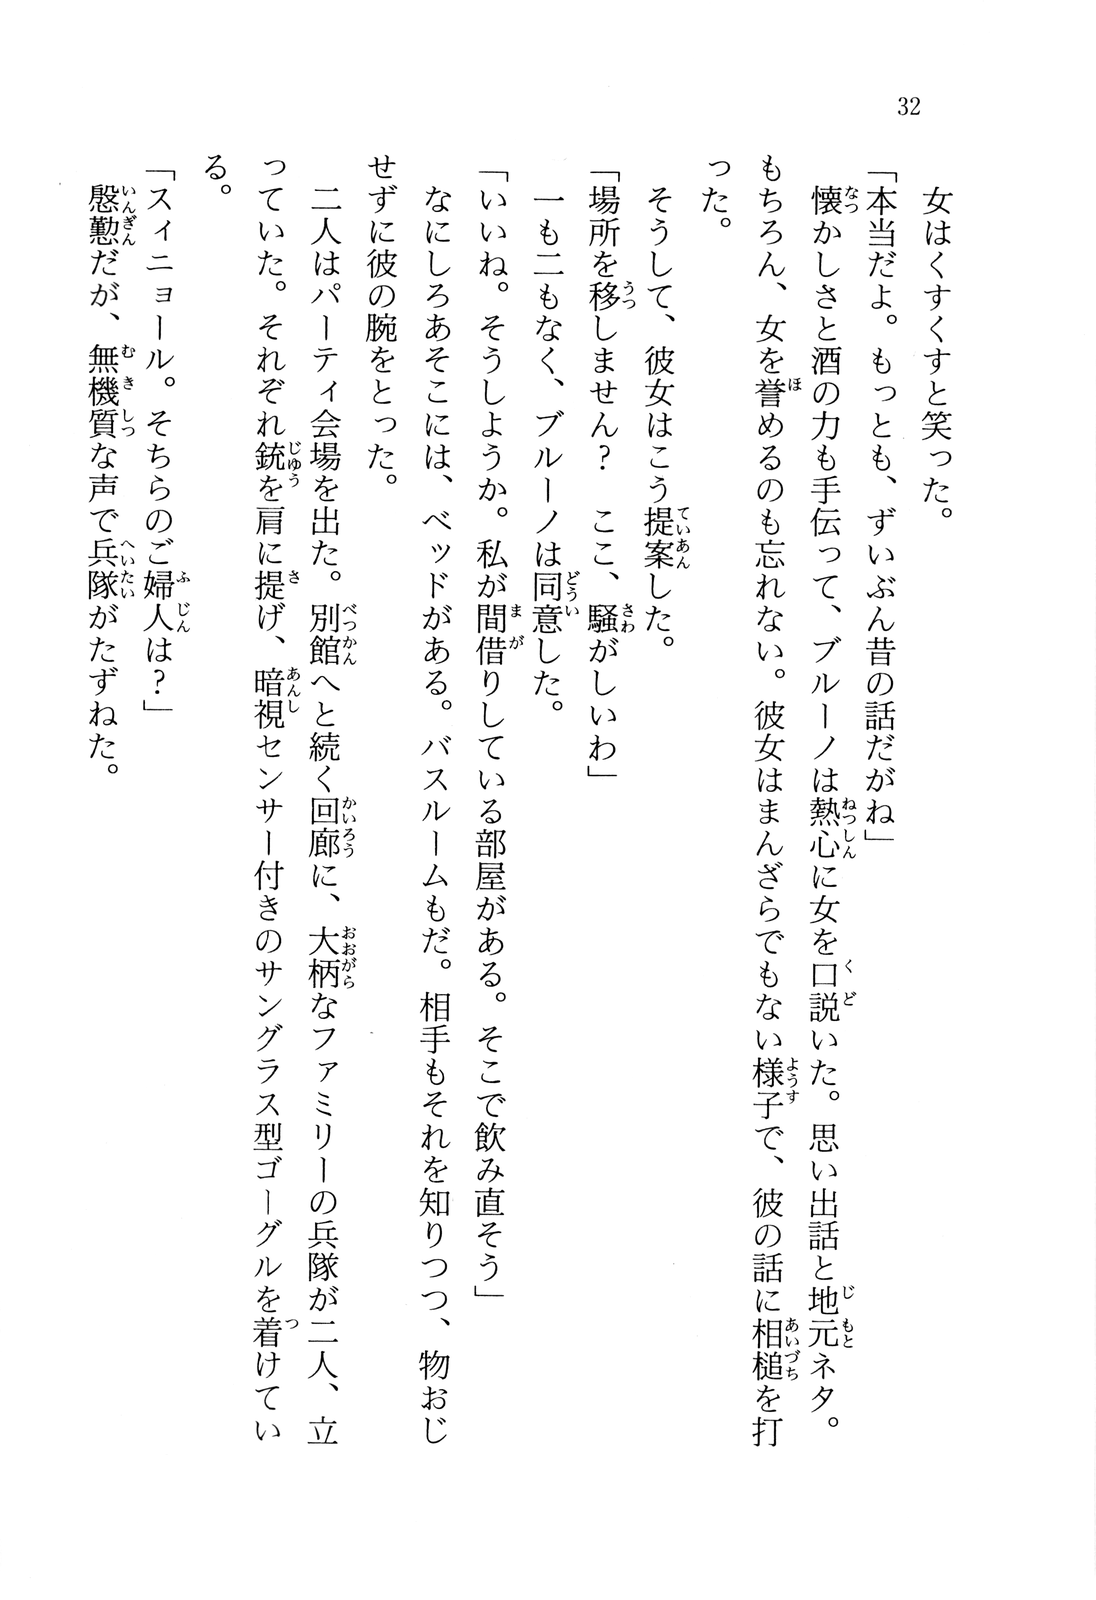 32
女はくすくすと笑った。
「本当だよ。もっとも、ずいぶん昔の話だがね」
懐かしさと酒の力も手伝って、ブルーノは熱心に女を口説いた。思い出話と地元ネタ。
もちろん、女を誉めるのも忘れない。彼女はまんざらでもない様子で、彼の話に相槌を打
った。
そうして、彼女はこう提案した。
「場所を移しません？　ここ、騒がしいわ」
一も二もなく、ブルーノは同意した。
「いいね。そうしようか。私が間借りしている部屋がある。そこで飲み直そう」
なにしろあそこには、ベッドがある。バスルームもだ。相手もそれを知りつつ、物おじ
せずに彼の腕をとった。
二人はパーティ会場を出た。別館へと続く回廊に、大柄なファミリーの兵隊が二人、立
っていた。それぞれ銃を肩に提げ、暗視センサー付きのサングラス型ゴーグルを着けてい
る。
「スィニョール。そちらのご婦人は？」
慇懃だが、無機質な声で兵隊がたずねた。